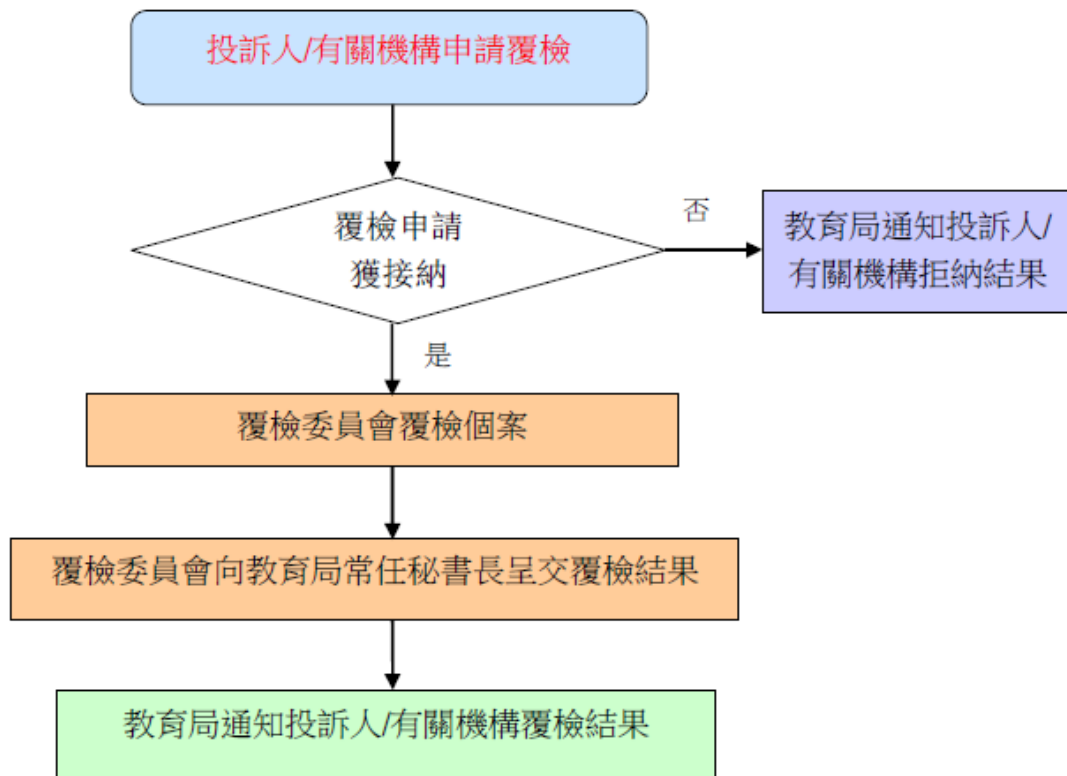 投訴人/有關機構申請覆檢
覆檢申請
獲接納
否
教育局通知投訴人/
有關機構拒納結果
是
覆檢委員會覆檢個案
覆檢委員會向教育局常任秘書長呈交覆檢結果
教育局通知投訴人/有關機構覆檢結果